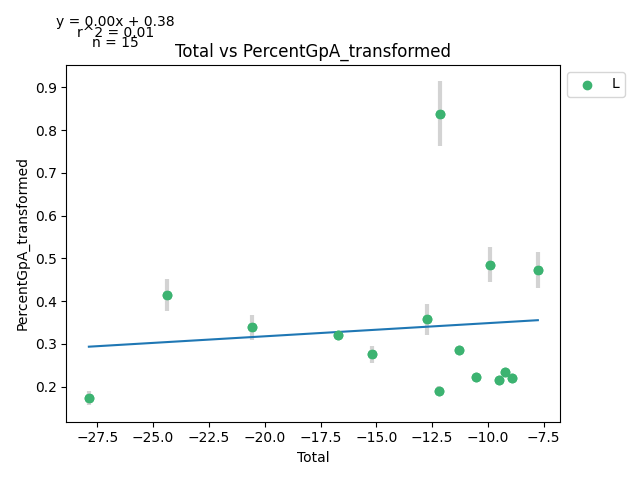 y = 0.00x + 0.38
r^2 = 0.01
n = 15
Total vs PercentGpA_transformed
L
PercentGpA_transformed
0.9
0.8
0.7
0.6
0.5
0.4
0.3
0.2
−27.5 −25.0 −22.5 −20.0 −17.5 −15.0 −12.5 −10.0 −7.5
Total